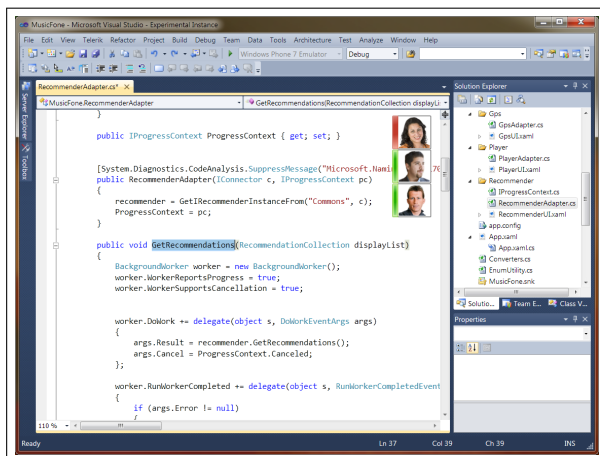 MusicFone - Microsoft Visual Studio - Experimental Instance
File Edit View Telerik Refactor Project Build Debug Team Data Tools Architecture Test Analyze Window Help
Windows Phone 7 Emulator Debug
RecommenderAdapter.cs* X
MusicFone.RecommenderAdapter GetRecommendations(RecommendationCollection displayLi
}
public IProgressContext ProgressContext { get; set; }
[System.Diagnostics.CodeAnalysis.SuppressMessage("Microsoft.Nami
public RecommenderAdapter(IConnector c, IProgressContext pc)
{
recommender = GetIRecommenderInstanceFrom("Commons", c);
ProgressContext = pc;
}
public void GetRecommendations(RecommendationCollection displayList)
{
BackgroundWorker worker = new BackgroundWorker();
worker.WorkerReportsProgress = true;
worker.WorkerSupportsCancellation = true;
worker.DoWork += delegate(object s, DoWorkEventArgs args)
{
args.Result = recommender.GetRecommendations();
args.Cancel = ProgressContext.Canceled;
};
worker.RunWorkerCompleted += delegate(object s, RunWorkerCompletedEvent
{
if (args.Error != null)
{
110 %
Server Explorer
Toolbox
Solution Explorer
Gps
GpsAdapter.cs
GpsUI.xaml
Player
PlayerAdapter.cs
PlayerUI.xaml
Recommender
IProgressContext.cs
RecommenderAdapter.cs
RecommenderUI.xaml
app.config
App.xaml
App.xaml.cs
Converters.cs
EnumUtility.cs
MusicFone.snk
Solutio... Team E... Class V...
Properties
Ready Ln 37 Col 39 Ch 39 INS